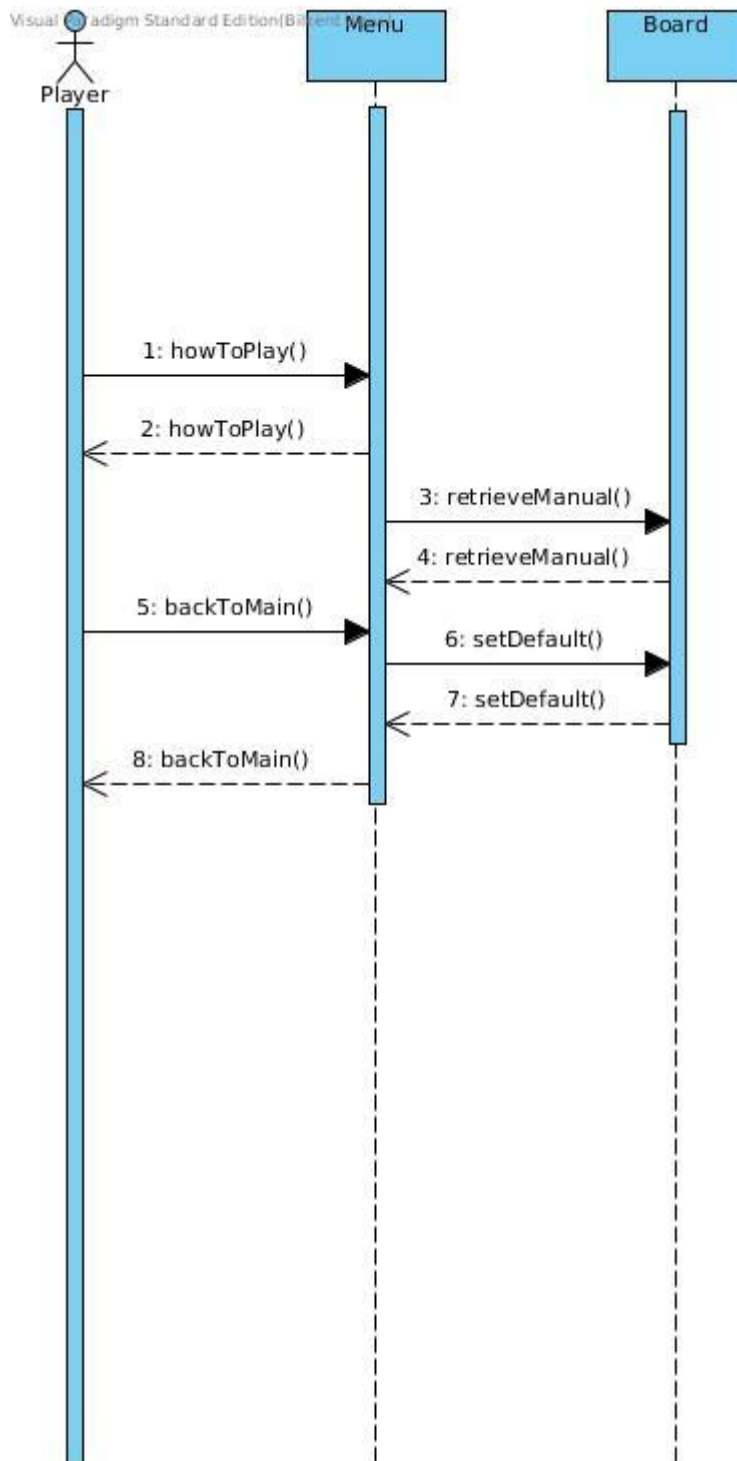 Visual Paradigm Standard Edition(Bilkent
Player
Menu
Board
1: howToPlay()
2: howToPlay()
3: retrieveManual()
4: retrieveManual()
5: backToMain()
6: setDefault()
7: setDefault()
8: backToMain()